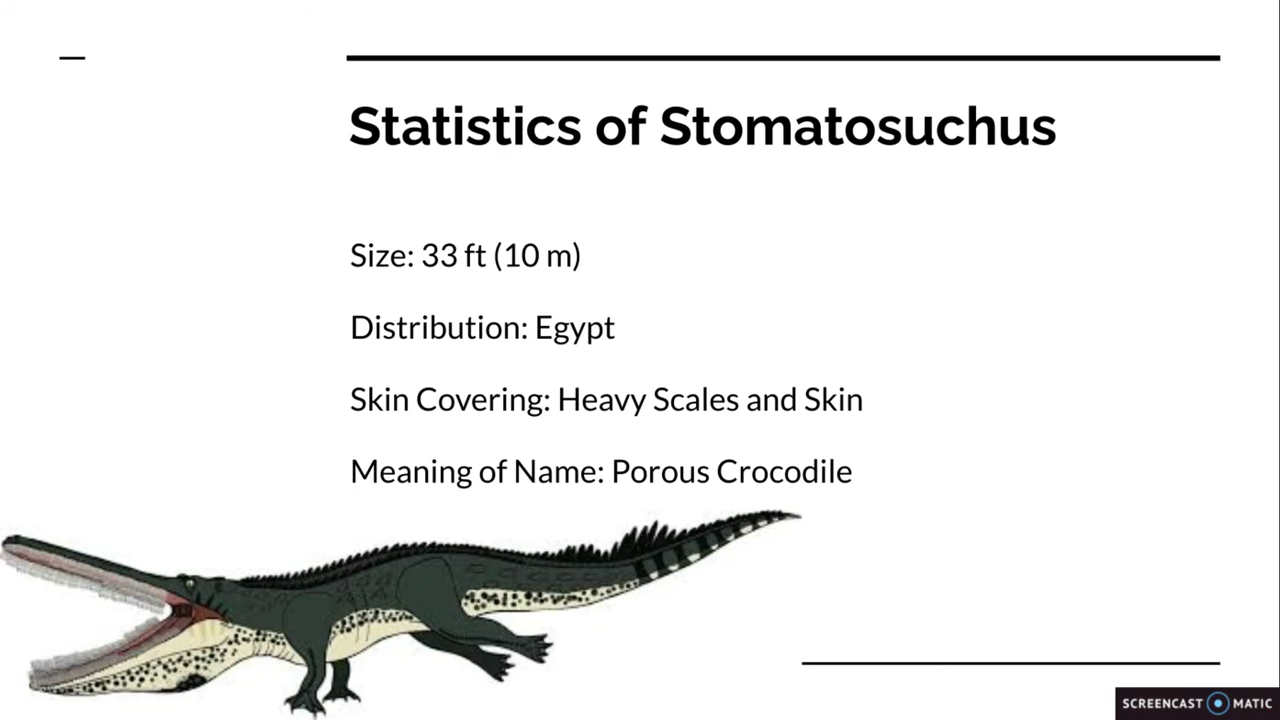 Statistics of Stomatosuchus
Size: 33 ft (10 m)
Distribution: Egypt
Skin Covering: Heavy Scales and Skin
Meaning of Name: Porous Crocodile
SCREENCAST MATIC